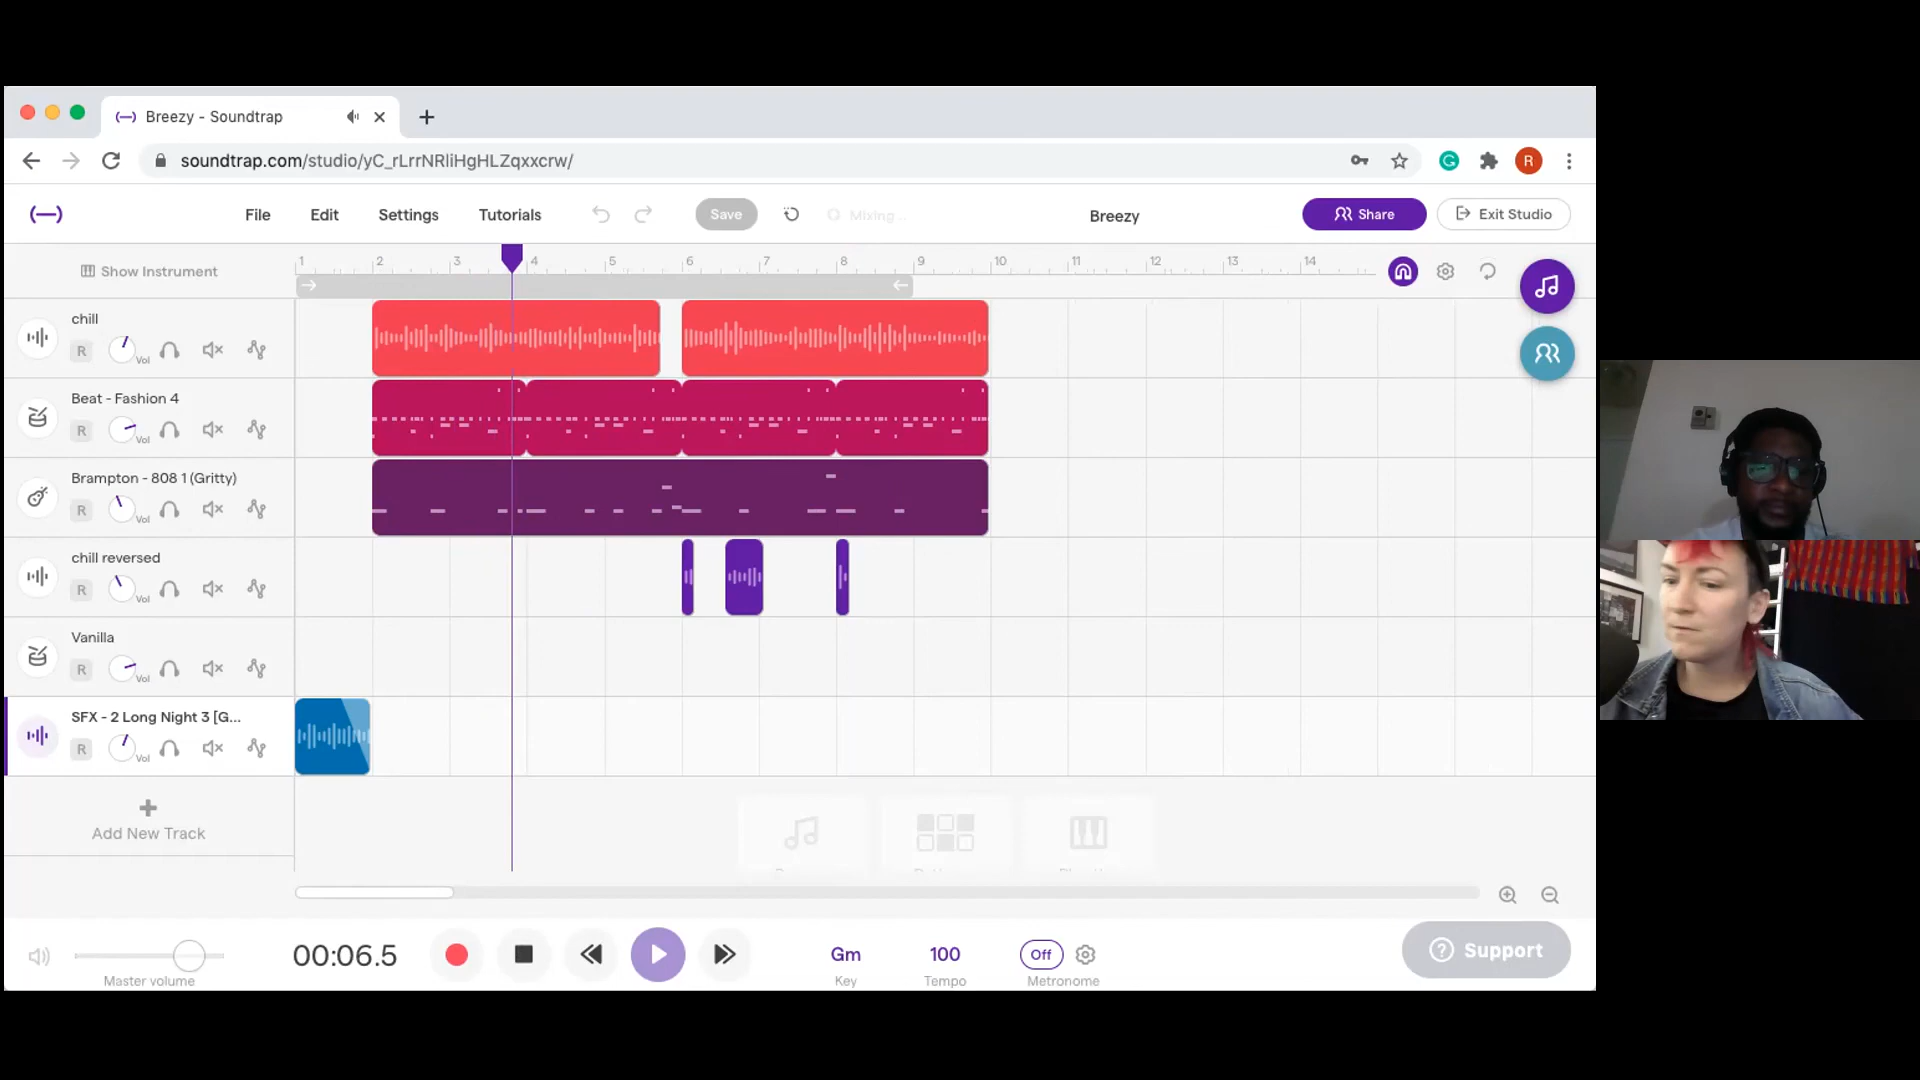 Breezy - Soundtrap
soundtrap.com/studio/yC_rLrrNRliHgHLZqxxcrw/
R
File Edit Settings Tutorials Save Mixing... Breezy Share Exit Studio
Show Instrument
1 2 3 4 5 6 7 8 9 10 11 12 13 14
chill
R Vol
Beat - Fashion 4
R Vol
Brampton - 808 1 (Gritty)
R Vol
chill reversed
R Vol
Vanilla
R Vol
SFX - 2 Long Night 3 [G...
R Vol
Add New Track
00:06.5 Gm 100 Off Support
Master volume Key Tempo Metronome